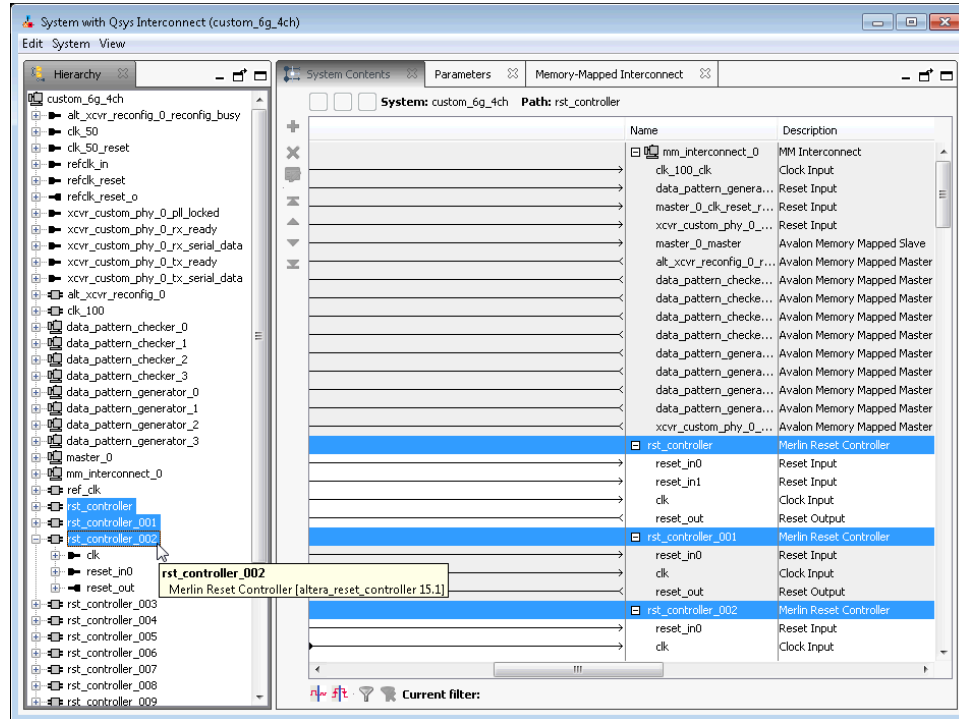 System with Qsys Interconnect (custom_6g_4ch)
Edit System View
Hierarchy
custom_6g_4ch
alt_xcvr_reconfig_0_reconfig_busy
clk_50
clk_50_reset
refclk_in
refclk_reset
refclk_reset_o
xcvr_custom_phy_0_pll_locked
xcvr_custom_phy_0_rx_ready
xcvr_custom_phy_0_rx_serial_data
xcvr_custom_phy_0_tx_ready
xcvr_custom_phy_0_tx_serial_data
alt_xcvr_reconfig_0
clk_100
data_pattern_checker_0
data_pattern_checker_1
data_pattern_checker_2
data_pattern_checker_3
data_pattern_generator_0
data_pattern_generator_1
data_pattern_generator_2
data_pattern_generator_3
master_0
mm_interconnect_0
ref_clk
rst_controller
rst_controller_001
rst_controller_002
clk
reset_in0
reset_out
rst_controller_003
rst_controller_004
rst_controller_005
rst_controller_006
rst_controller_007
rst_controller_008
rst_controller_009
rst_controller_002
Merlin Reset Controller [altera_reset_controller 15.1]
System Contents Parameters Memory-Mapped Interconnect
System: custom_6g_4ch Path: rst_controller
Name Description
mm_interconnect_0 MM Interconnect
clk_100_clk Clock Input
data_pattern_genera... Reset Input
master_0_clk_reset_r... Reset Input
xcvr_custom_phy_0_... Reset Input
master_0_master Avalon Memory Mapped Slave
alt_xcvr_reconfig_0_r... Avalon Memory Mapped Master
data_pattern_checke... Avalon Memory Mapped Master
data_pattern_checke... Avalon Memory Mapped Master
data_pattern_checke... Avalon Memory Mapped Master
data_pattern_checke... Avalon Memory Mapped Master
data_pattern_genera... Avalon Memory Mapped Master
data_pattern_genera... Avalon Memory Mapped Master
data_pattern_genera... Avalon Memory Mapped Master
data_pattern_genera... Avalon Memory Mapped Master
xcvr_custom_phy_0_... Avalon Memory Mapped Master
rst_controller Merlin Reset Controller
reset_in0 Reset Input
reset_in1 Reset Input
clk Clock Input
reset_out Reset Output
rst_controller_001 Merlin Reset Controller
reset_in0 Reset Input
clk Clock Input
reset_out Reset Output
rst_controller_002 Merlin Reset Controller
reset_in0 Reset Input
clk Clock Input
Current filter: